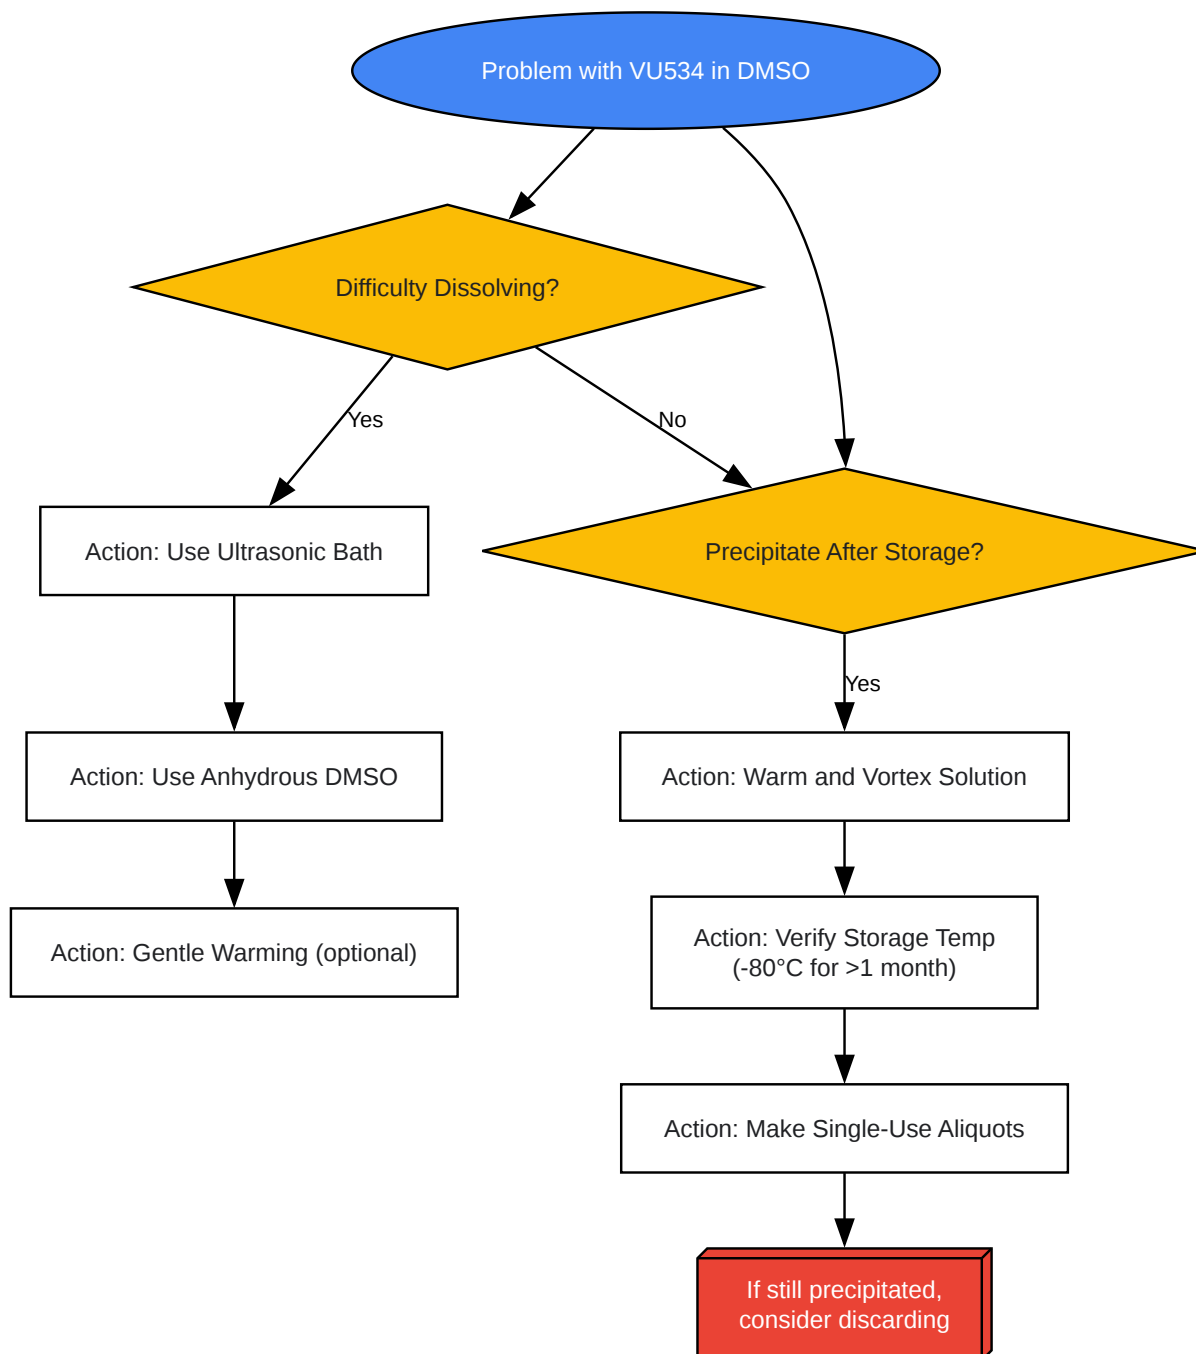 Problem with VU534 in DMSO
Difficulty Dissolving?
Yes
No
Action: Use Ultrasonic Bath
Precipitate After Storage?
Yes
Action: Use Anhydrous DMSO
Action: Warm and Vortex Solution
Action: Gentle Warming (optional)
Action: Verify Storage Temp
(-80°C for >1 month)
Action: Make Single-Use Aliquots
If still precipitated,
consider discarding